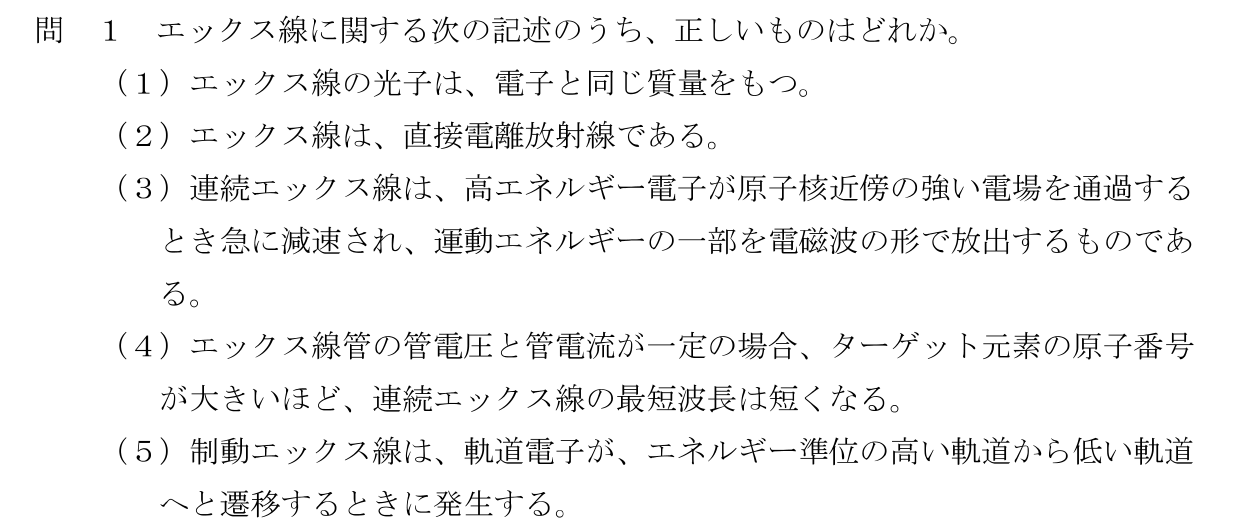 問　１　エックス線に関する次の記述のうち、正しいものはどれか。
（１）エックス線の光子は、電子と同じ質量をもつ。
（２）エックス線は、直接電離放射線である。
（３）連続エックス線は、高エネルギー電子が原子核近傍の強い電場を通過する
とき急に減速され、運動エネルギーの一部を電磁波の形で放出するものであ
る。
（４）エックス線管の管電圧と管電流が一定の場合、ターゲット元素の原子番号
が大きいほど、連続エックス線の最短波長は短くなる。
（５）制動エックス線は、軌道電子が、エネルギー準位の高い軌道から低い軌道
へと遷移するときに発生する。